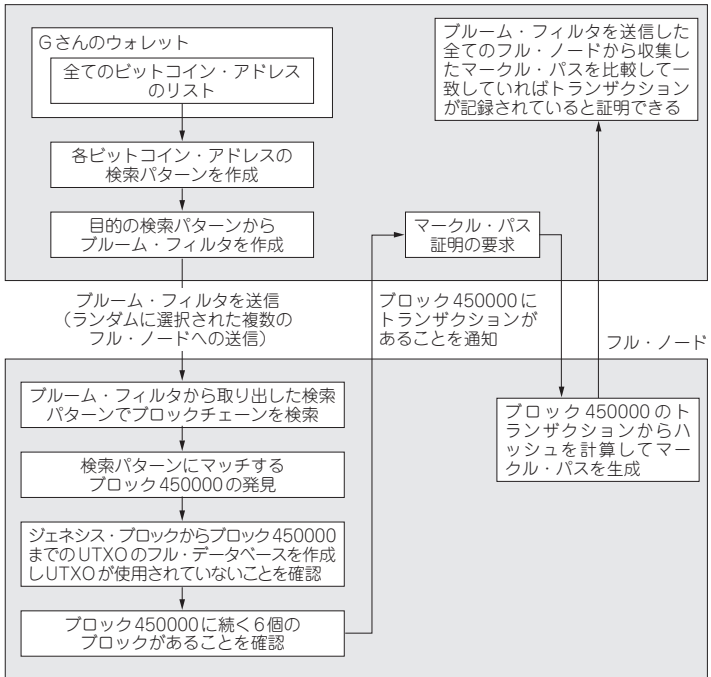 Gさんのウォレット
全てのビットコイン・アドレス
のリスト
各ビットコイン・アドレスの
検索パターンを作成
目的の検索パターンから
ブルーム・フィルタを作成
ブルーム・フィルタを送信
(ランダムに選択された複数の
フル・ノードへの送信)
ブルーム・フィルタから取り出した検索
パターンでブロックチェーンを検索
検索パターンにマッチする
ブロック450000の発見
ジェネシス・ブロックからブロック450000
までのUTXOのフル・データベースを作成
しUTXOが使用されていないことを確認
ブロック450000に続く6個の
ブロックがあることを確認
ブロック450000に
トランザクションが
あることを通知
マークル・パス
証明の要求
フル・ノード
ブロック450000のト
ランザクションからハ
ッシュを計算してマー
クル・パスを生成
ブルーム・フィルタを送信した
全てのフル・ノードから収集し
たマークル・パスを比較して一
致していればトランザクション
が記録されていると証明できる